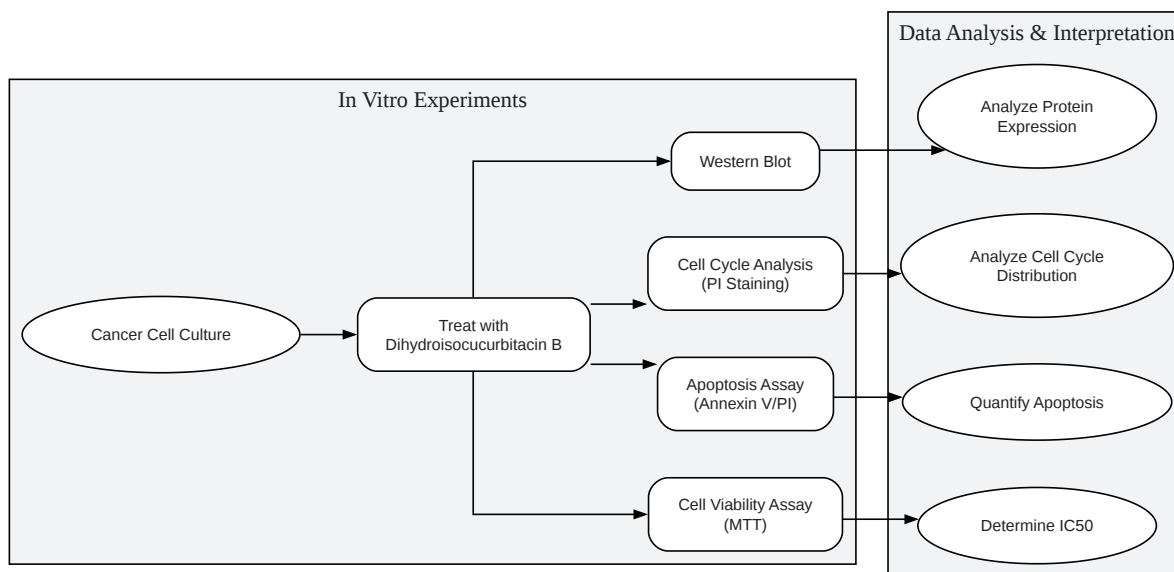 Data Analysis & Interpretation
In Vitro Experiments
Analyze Protein
Expression
Western Blot
Cell Cycle Analysis
(PI Staining)
Analyze Cell Cycle
Distribution
Cancer Cell Culture
Treat with
Dihydroisocucurbitacin B
Apoptosis Assay
(Annexin V/PI)
Quantify Apoptosis
Cell Viability Assay
(MTT)
Determine IC50